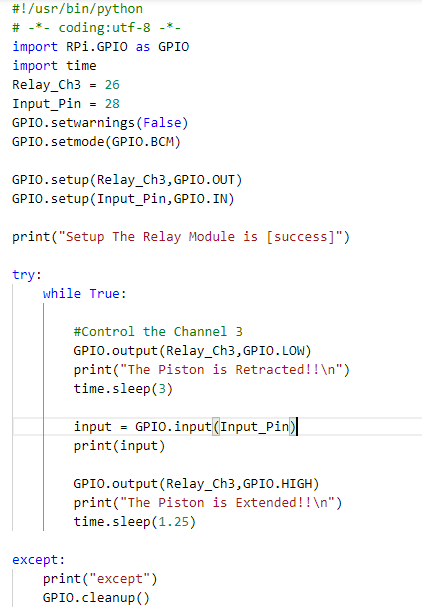 #!/usr/bin/python
# -*- coding:utf-8 -*-
import RPi.GPIO as GPIO
import time
Relay_Ch3 = 26
Input_Pin = 28
GPIO.setwarnings(False)
GPIO.setmode(GPIO.BCM)
GPIO.setup(Relay_Ch3,GPIO.OUT)
GPIO.setup(Input_Pin,GPIO.IN)
print("Setup The Relay Module is [success]")
try:
    while True:
        #Control the Channel 3
        GPIO.output(Relay_Ch3,GPIO.LOW)
        print("The Piston is Retracted!!\n")
        time.sleep(3)
        input = GPIO.input(Input_Pin)
        print(input)
        GPIO.output(Relay_Ch3,GPIO.HIGH)
        print("The Piston is Extended!!\n")
        time.sleep(1.25)
except:
    print("except")
    GPIO.cleanup()